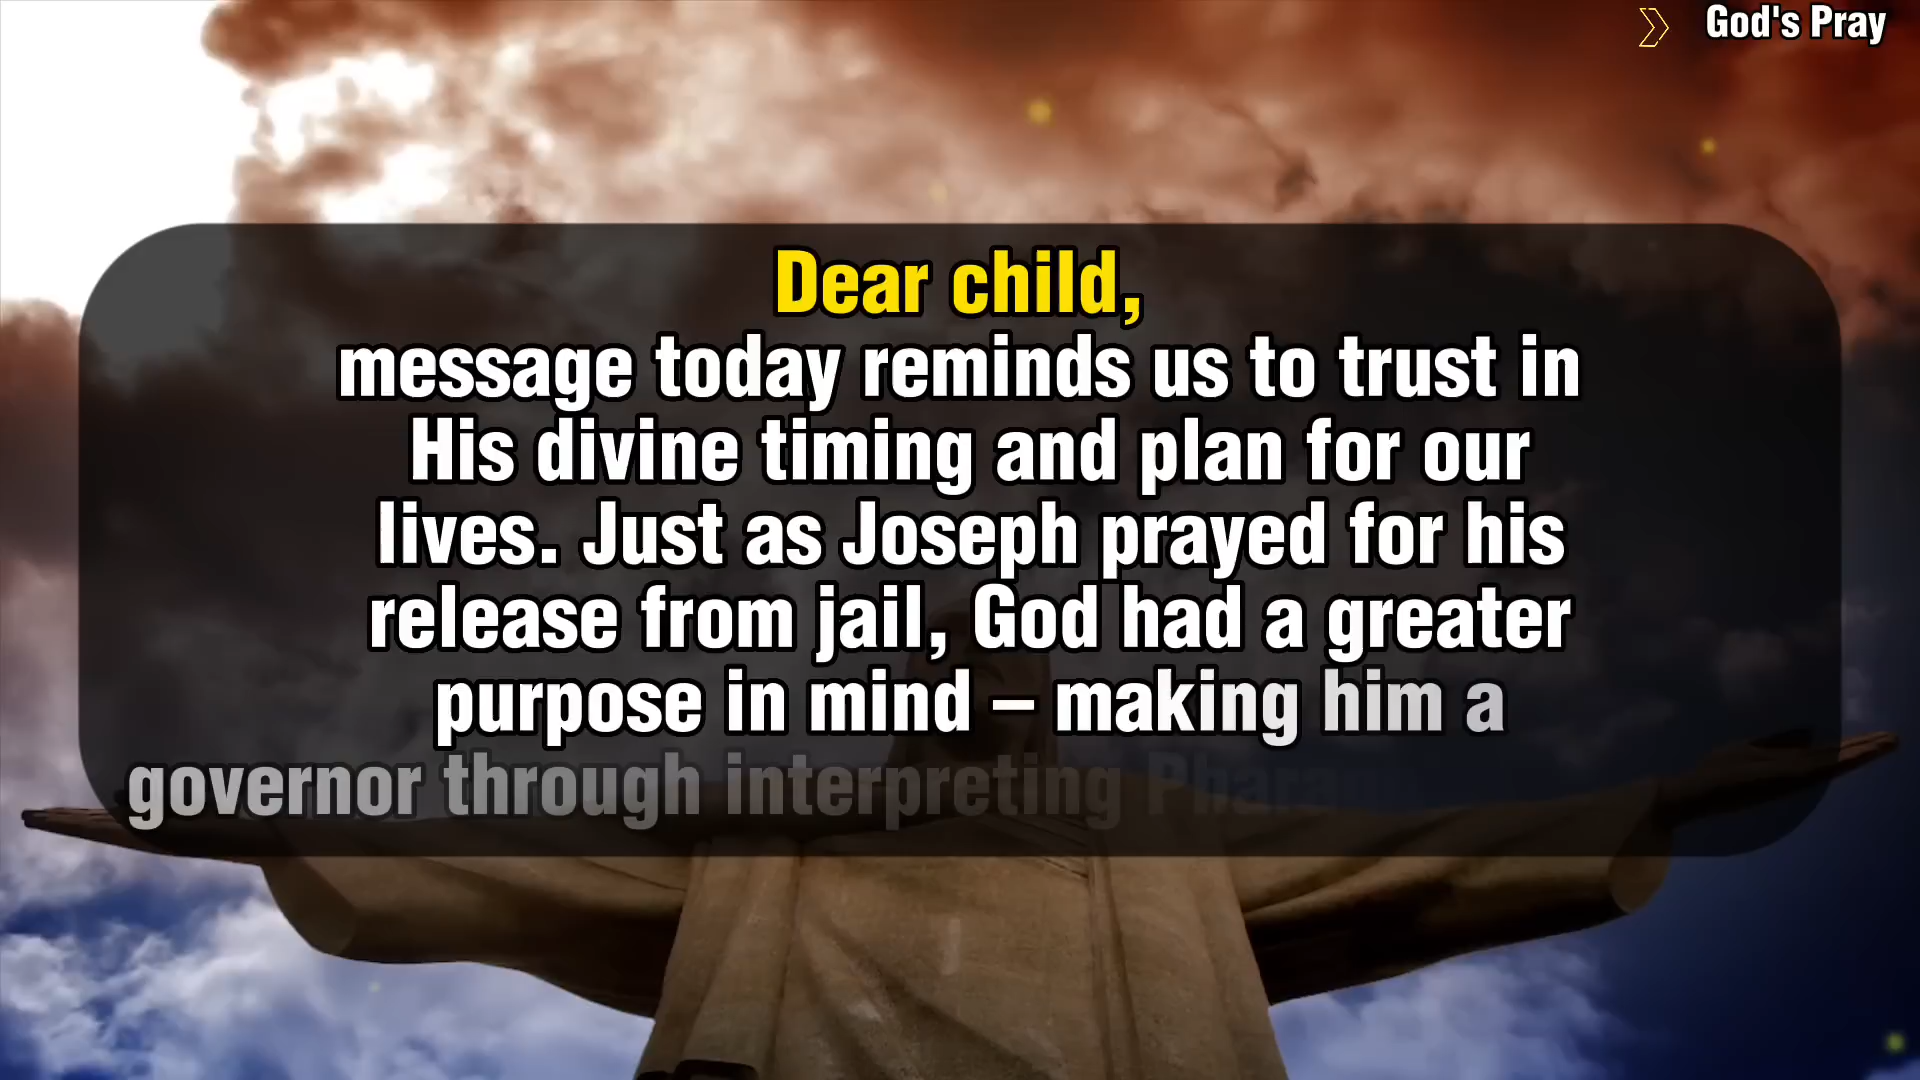 God's Pray
Dear child,
message today reminds us to trust in
His divine timing and plan for our
lives. Just as Joseph prayed for his
release from jail, God had a greater
purpose in mind – making him a
governor through interpreting